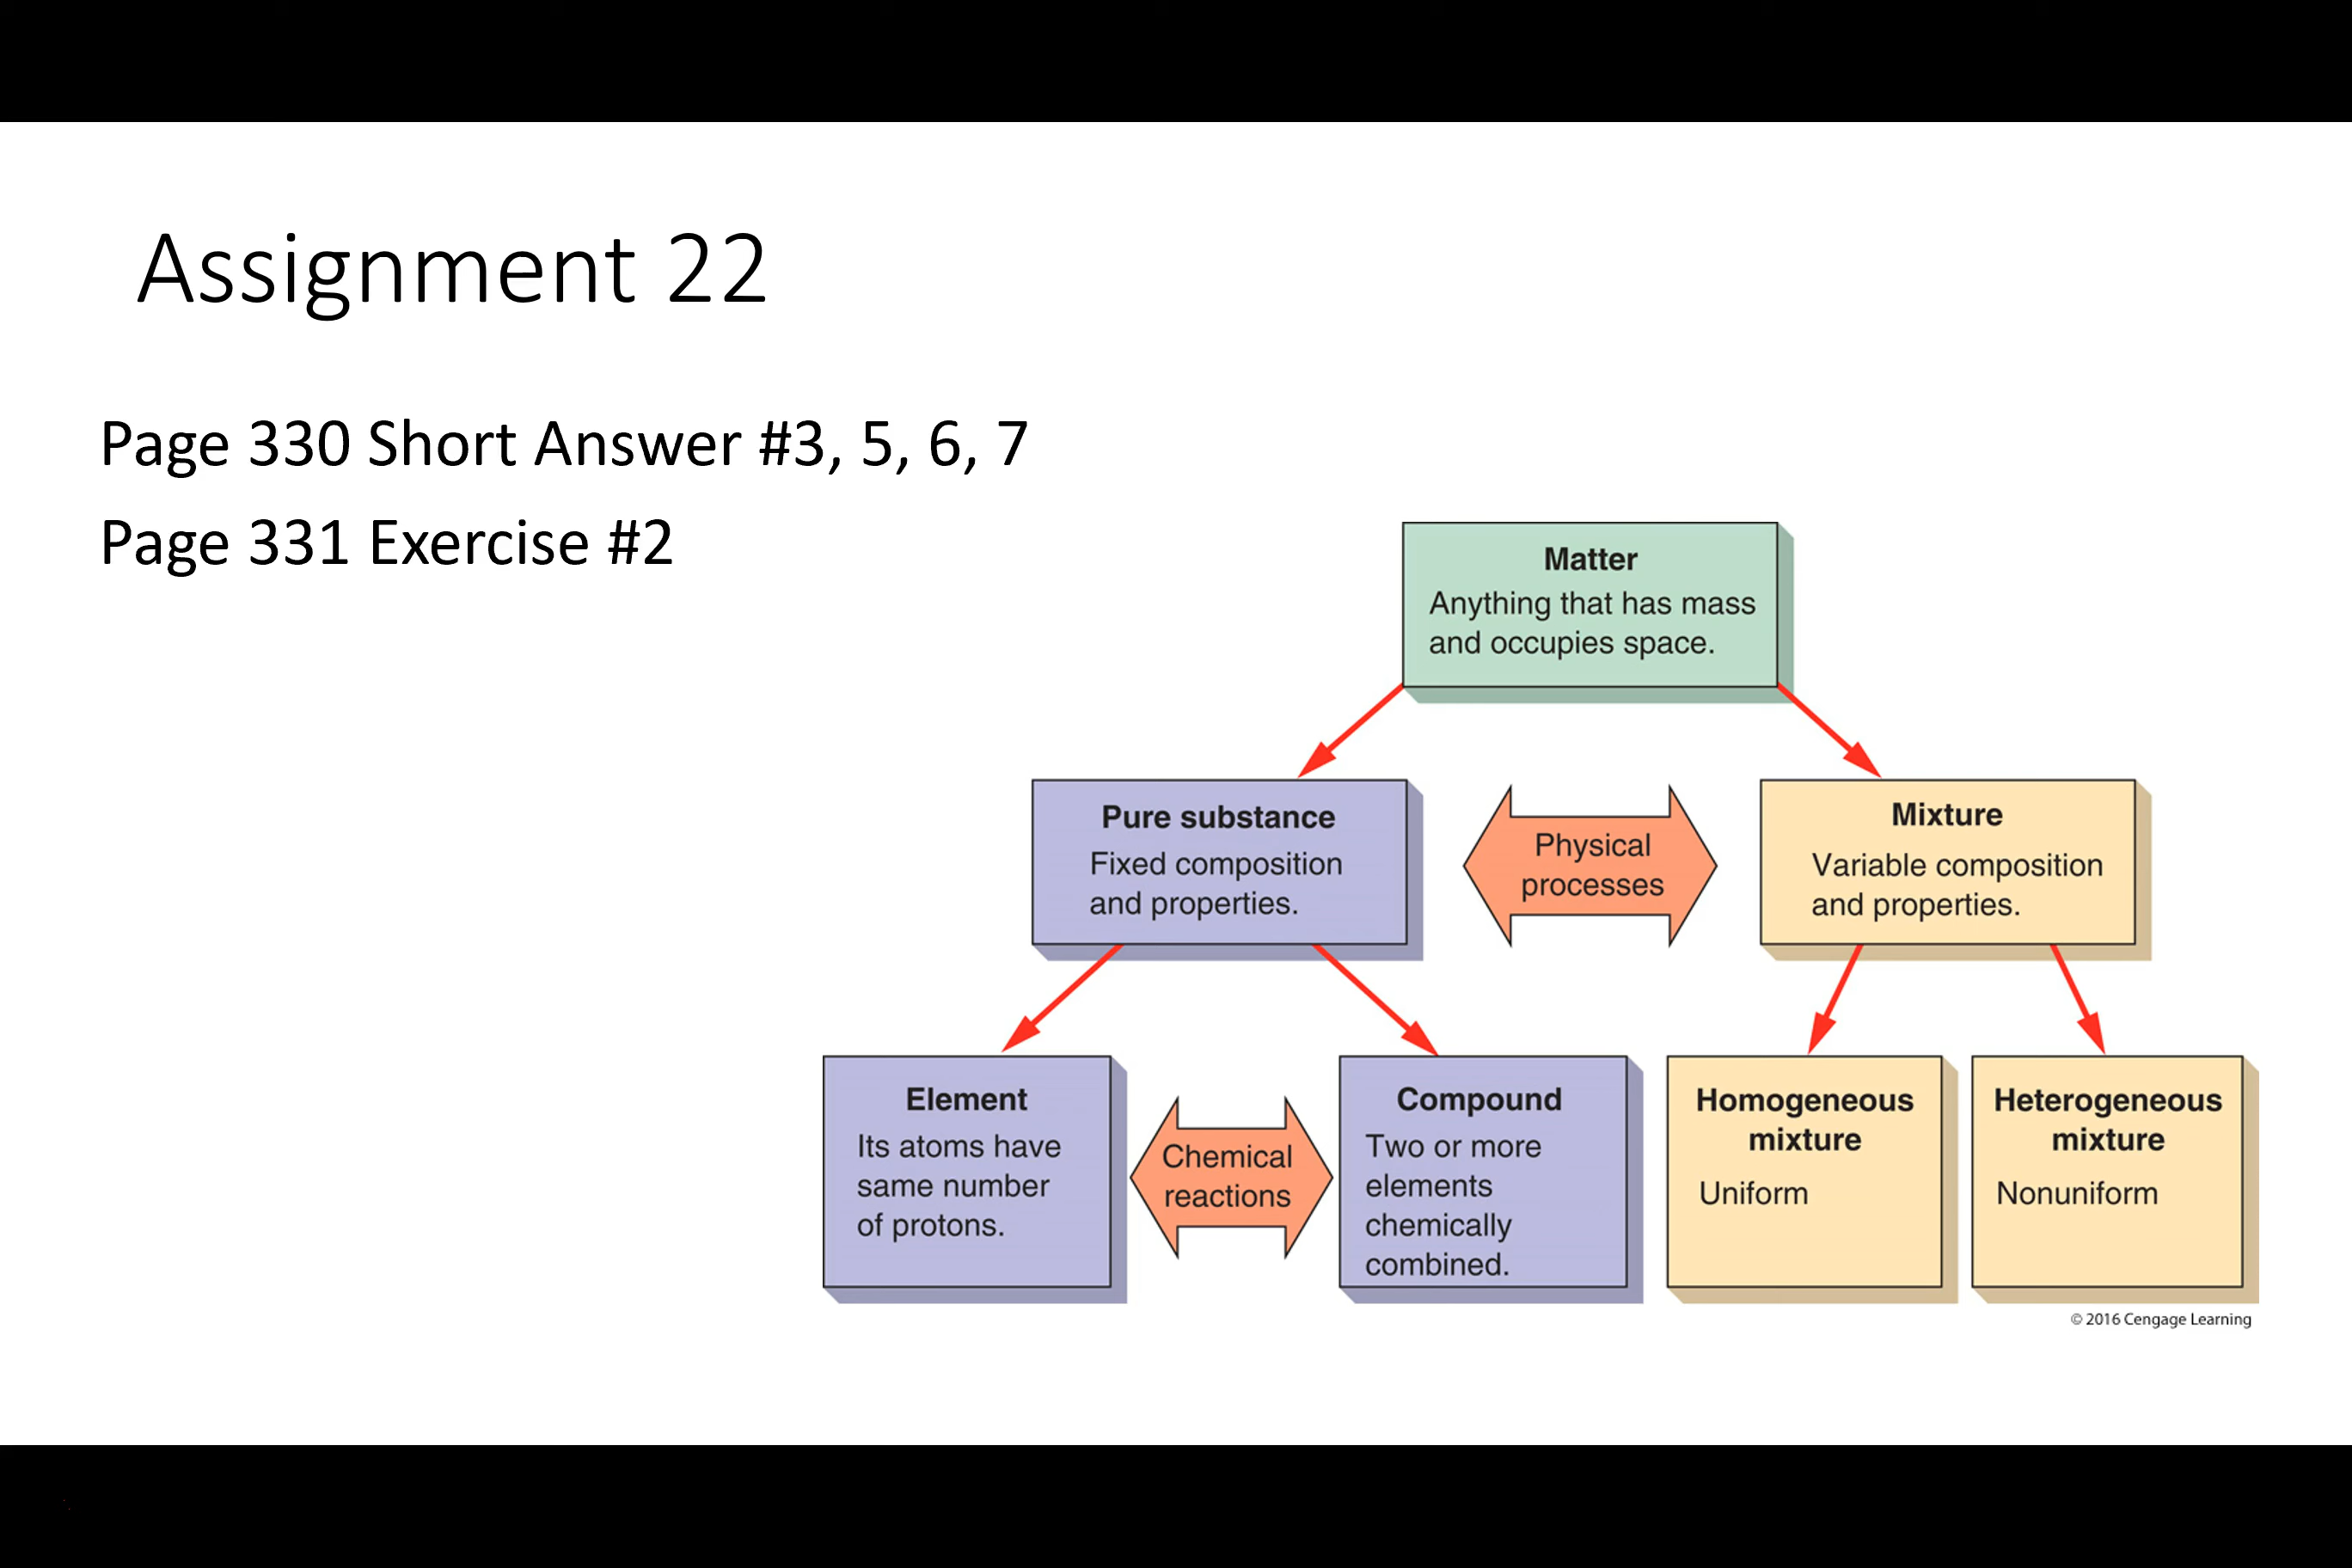 Assignment 22
Page 330 Short Answer #3, 5, 6, 7
Page 331 Exercise #2
Matter
Anything that has mass
and occupies space.
Pure substance
Fixed composition
and properties.
Physical
processes
Mixture
Variable composition
and properties.
Element
Its atoms have
same number
of protons.
Chemical
reactions
Compound
Two or more
elements
chemically
combined.
Homogeneous
mixture
Uniform
Heterogeneous
mixture
Nonuniform
© 2016 Cengage Learning